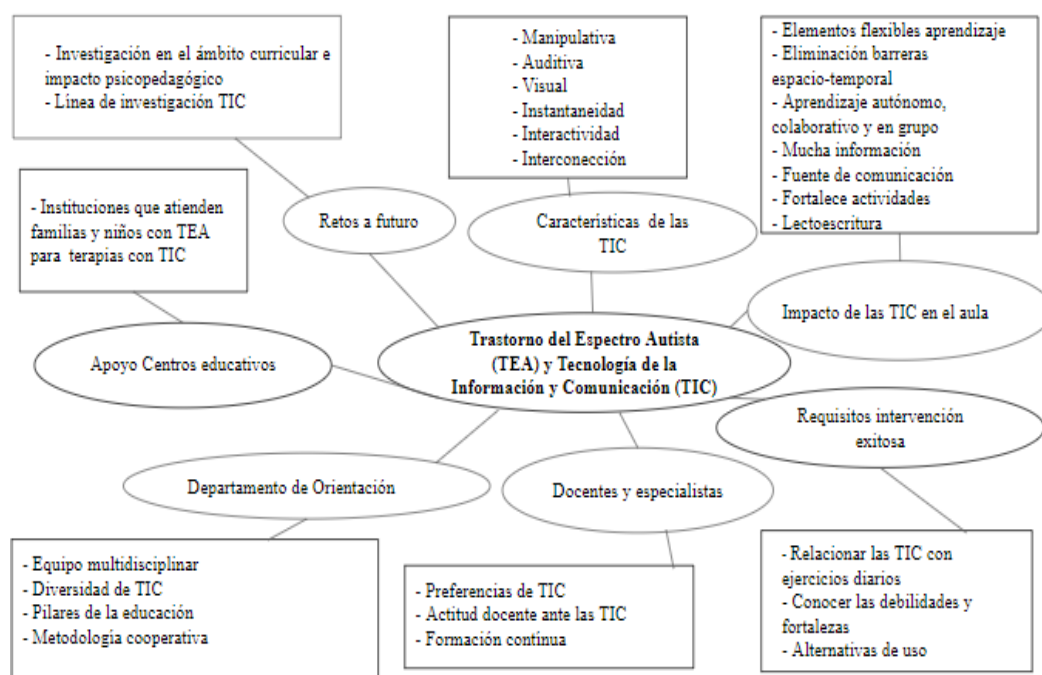 - Investigación en el ámbito curricular e
impacto psicopedagógico
- Línea de investigación TIC
- Manipulativa
- Auditiva
- Visual
- Instantaneidad
- Interactividad
- Interconección
- Elementos flexibles aprendizaje
- Eliminación barreras
espacio-temporal
- Aprendizaje autónomo,
colaborativo y en grupo
- Mucha información
- Fuente de comunicación
- Fortalece actividades
- Lectoescritura
- Instituciones que atienden
familias y niños con TEA
para terapias con TIC
Retos a futuro
Características de las
TIC
Impacto de las TIC en el aula
Apoyo Centros educativos
Trastorno del Espectro Autista
(TEA) y Tecnología de la
Información y Comunicación (TIC)
Requisitos intervención
exitosa
Departamento de Orientación
Docentes y especialistas
- Equipo multidisciplinar
- Diversidad de TIC
- Pilares de la educación
- Metodología cooperativa
- Preferencias de TIC
- Actitud docente ante las TIC
- Formación contínua
- Relacionar las TIC con
ejercicios diarios
- Conocer las debilidades y
fortalezas
- Alternativas de uso